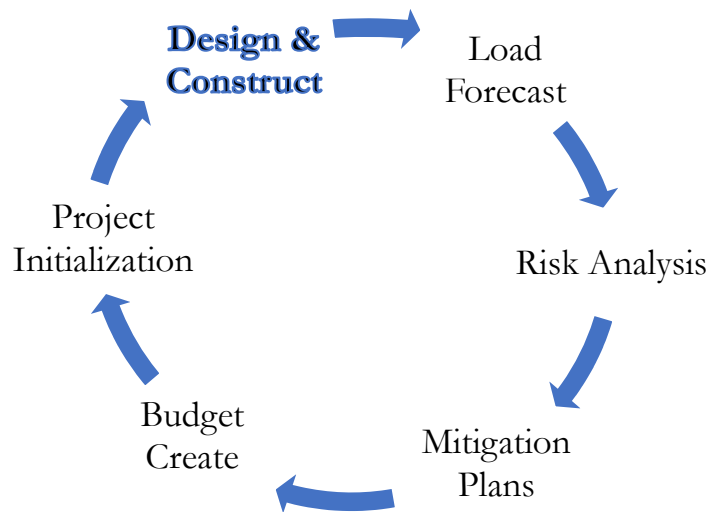 Design &
Construct
Load
Forecast
Risk Analysis
Mitigation
Plans
Budget
Create
Project
Initialization